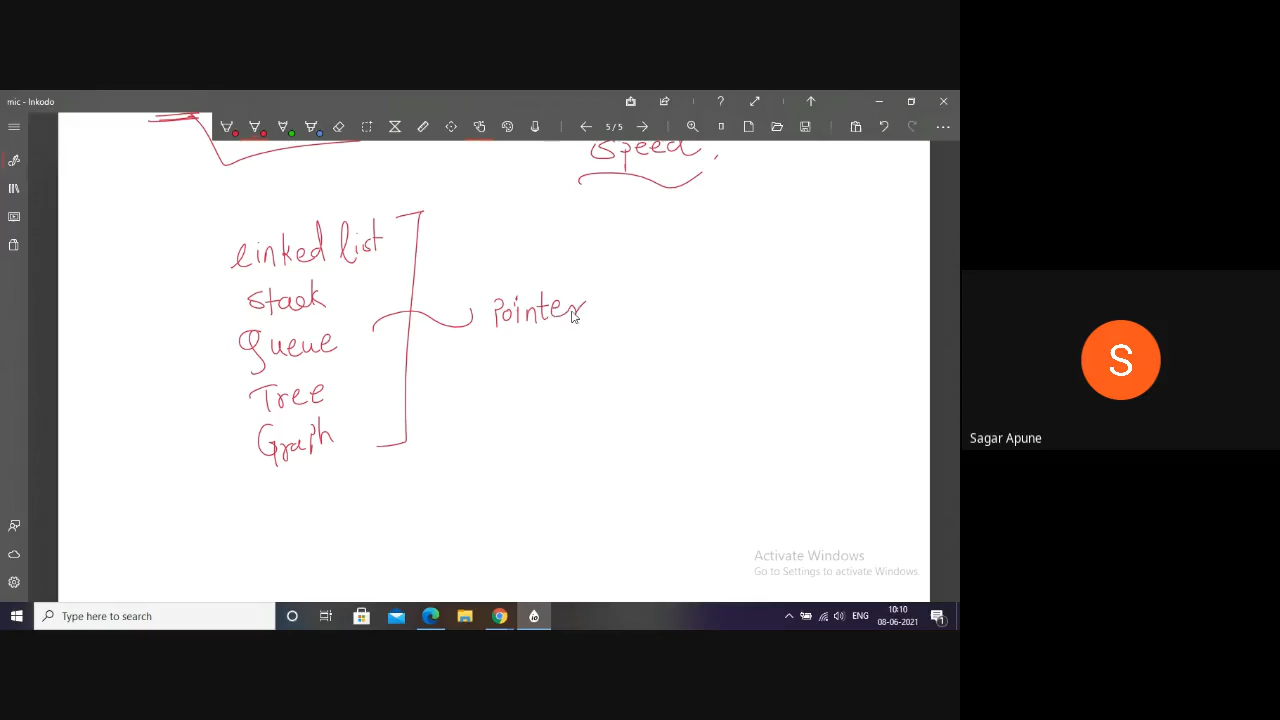 mic - Inkodo
5/5
Speed.
linked list
Stack
Queue
Tree
Graph
Pointer
S
Sagar Apune
Activate Windows
Go to Settings to activate Windows.
Type here to search
ENG
10:10
08-06-2021
1